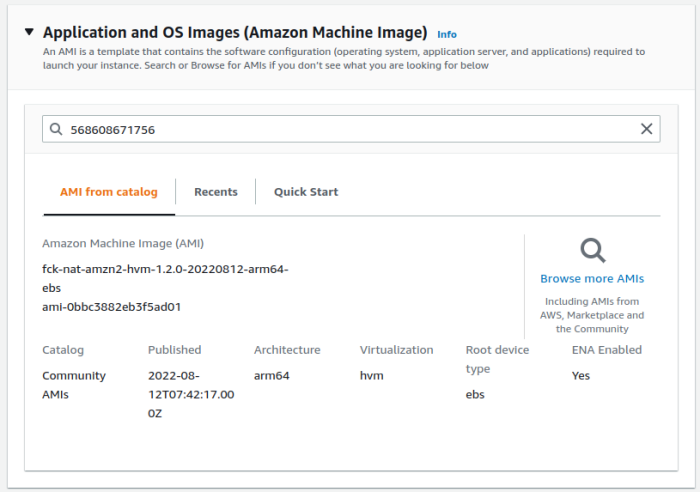 Application and OS Images (Amazon Machine Image) Info
An AMI is a template that contains the software configuration (operating system, application server, and applications) required to
launch your instance. Search or Browse for AMIs if you don't see what you are looking for below
568608671756
AMI from catalog
Recents
Quick Start
Amazon Machine Image (AMI)
fck-nat-amzn2-hvm-1.2.0-20220812-arm64-
ebs
ami-0bbc3882eb3f5ad01
Browse more AMIs
Including AMIs from
AWS, Marketplace and
the Community
Catalog
Community
AMIs
Published
2022-08-
12T07:42:17.00
0Z
Architecture
arm64
Virtualization
hvm
Root device
type
ebs
ENA Enabled
Yes